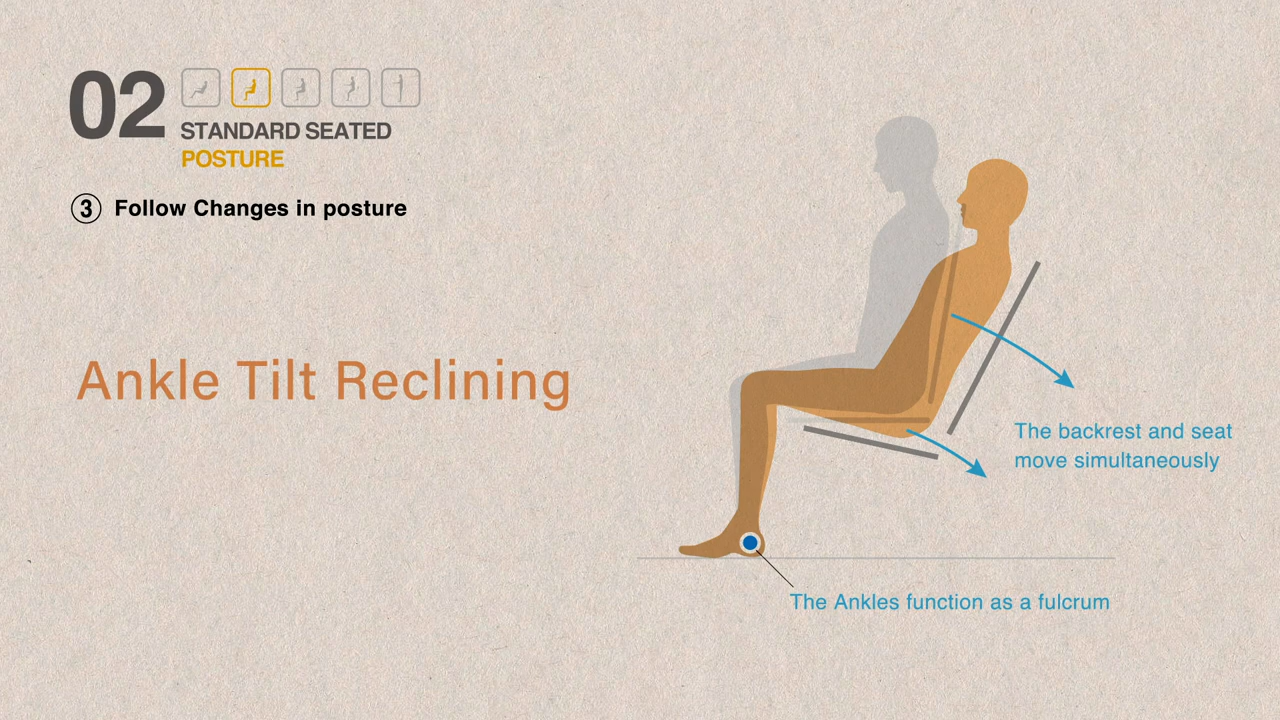 02
STANDARD SEATED
POSTURE
③ Follow Changes in posture
Ankle Tilt Reclining
The backrest and seat
move simultaneously
The Ankles function as a fulcrum